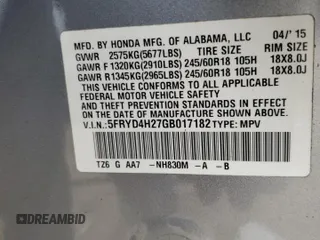 MFD. BY HONDA MFG. OF ALABAMA, LLC 04/'15
GVWR 2575KG(5677LBS) TIRE SIZE RIM SIZE
GAWR F 1320KG(2910LBS) 245/60R18 105H 18X8.0J
GAWR R1345KG(2965LBS) 245/60R18 105H 18X8.0J
THIS VEHICLE CONFORMS TO ALL APPLICABLE
FEDERAL MOTOR VEHICLE SAFETY AND THEFT
PREVENTION STANDARDS IN EFFECT ON THE
DATE OF MANUFACTURE SHOWN ABOVE.
V.I.N.: 5FRYD4H27GB017182 TYPE: MPV
TZ6 G AA7 -NH830M -A -B
DREAMBID